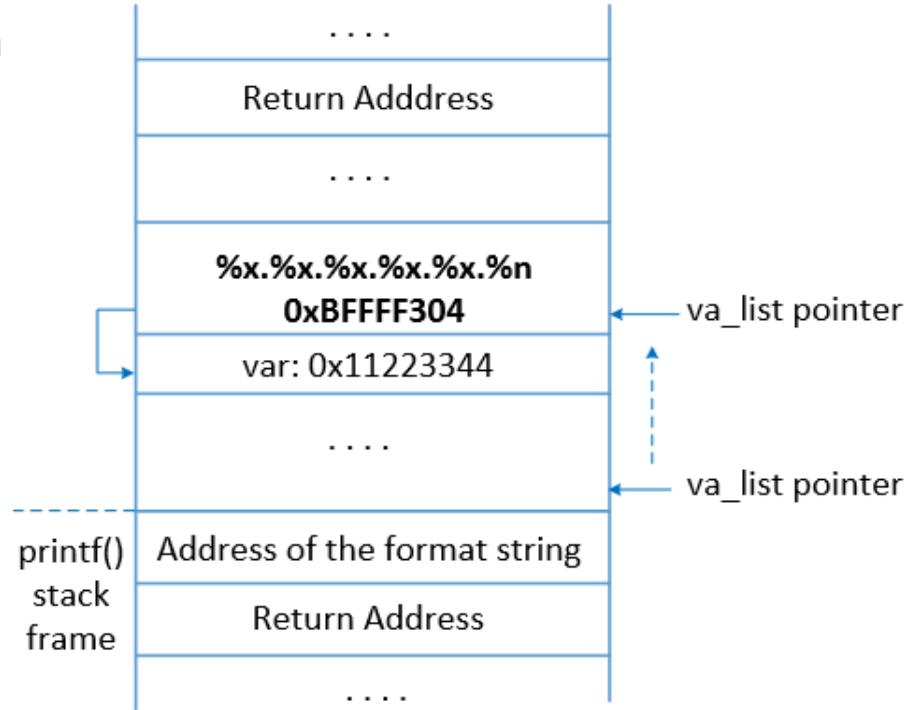 . . . .
Return Adddress
. . . .
%x.%x.%x.%x.%x.%n
0xBFFFF304
va_list pointer
var: 0x11223344
. . . .
va_list pointer
printf()
stack
frame
Address of the format string
Return Address
. . . .